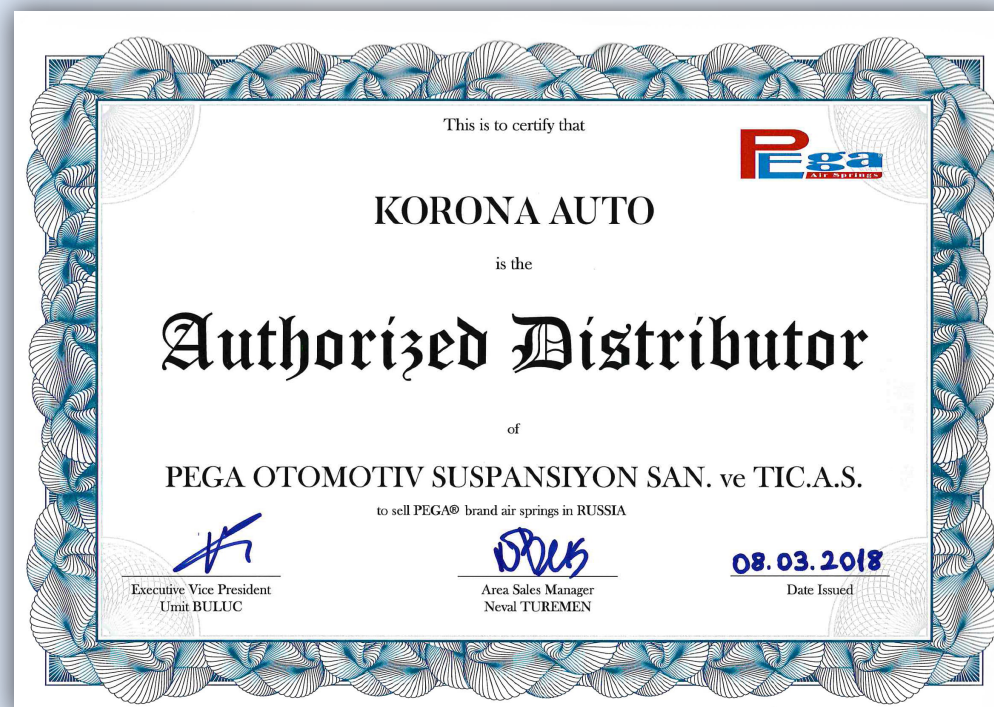 This is to certify that
PEga
Air Springs
KORONA AUTO
is the
Authorized Distributor
of
PEGA OTOMOTIV SUSPANSIYON SAN. ve TIC.A.S.
to sell PEGA® brand air springs in RUSSIA
08.03.2018
Executive Vice President
Umit BULUC
Area Sales Manager
Neval TUREMEN
Date Issued